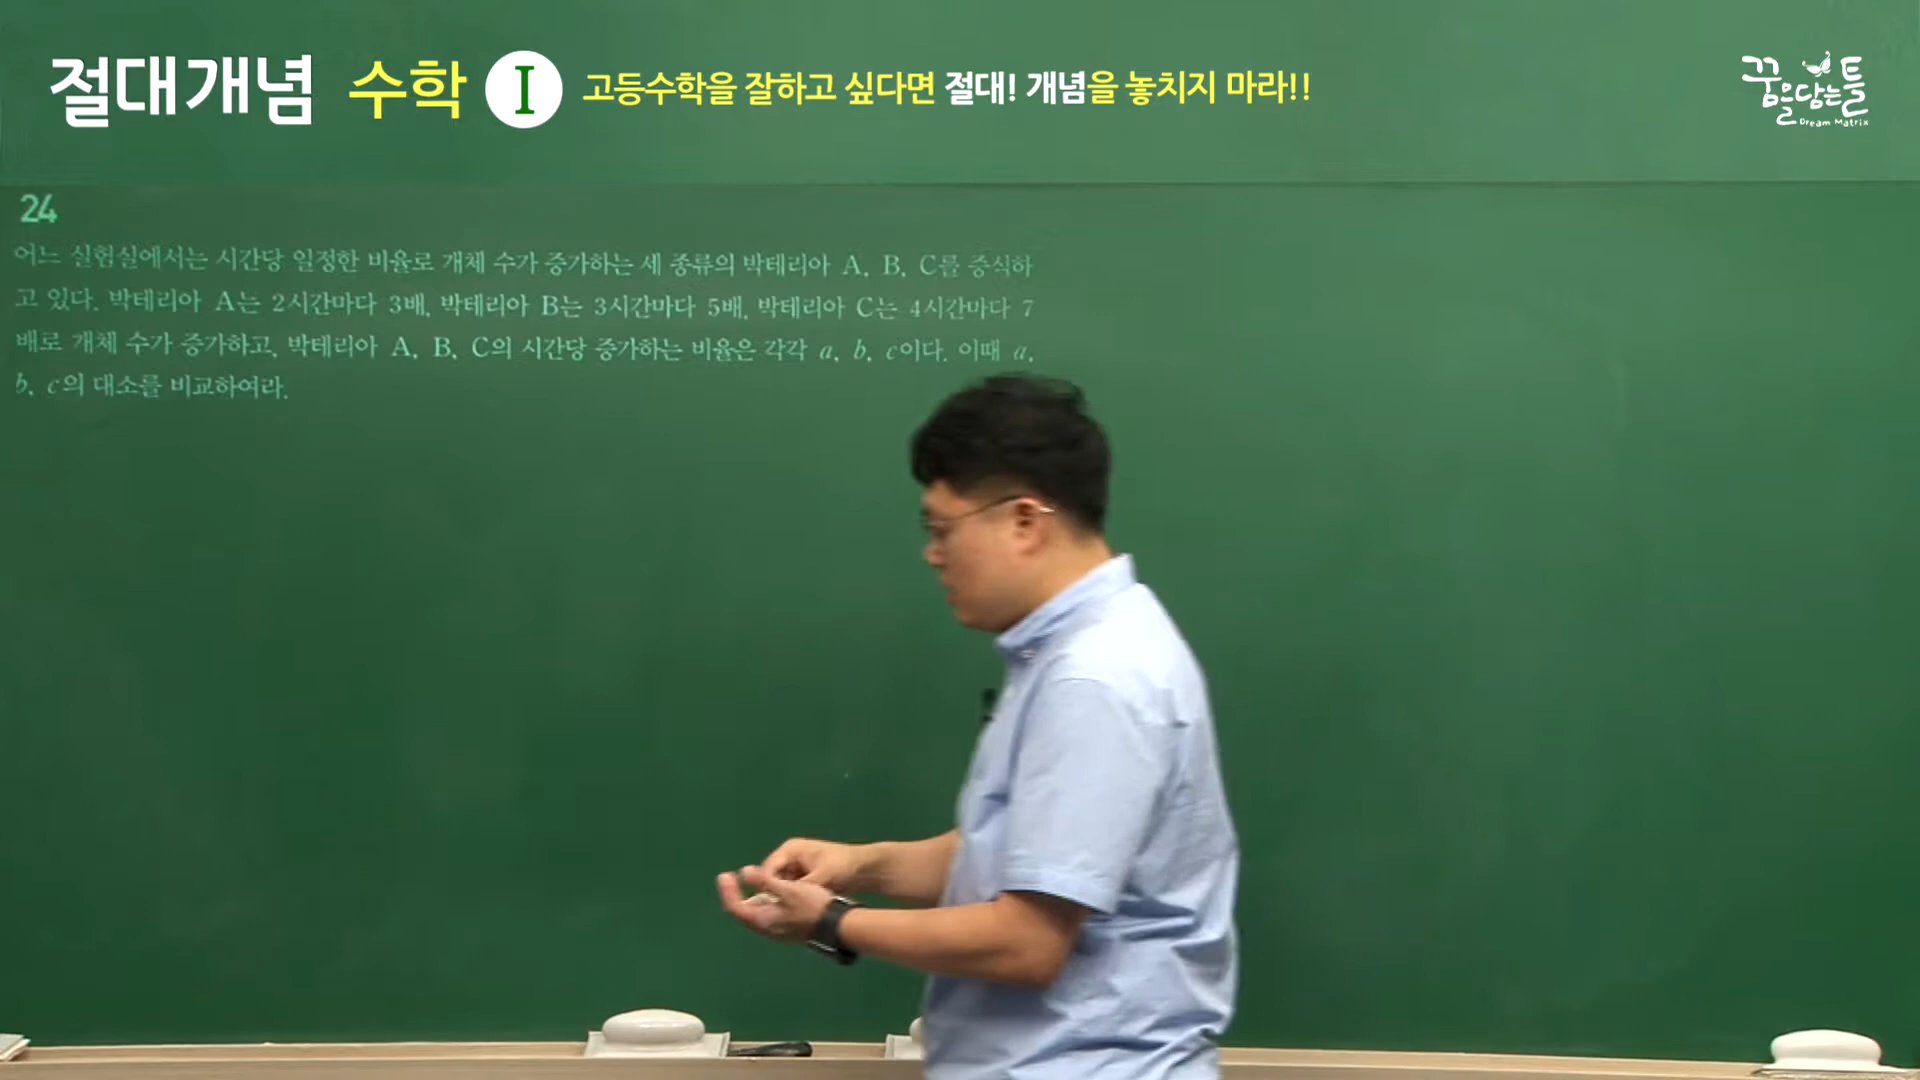 절대개념 수학 I 고등수학을 잘하고 싶다면 절대! 개념을 놓치지 마라!!
꿈을담는틀
Dream Matrix
24
어느 실험실에서는 시간당 일정한 비율로 개체 수가 증가하는 세 종류의 박테리아 A, B, C를 증식하
고 있다. 박테리아 A는 2시간마다 3배, 박테리아 B는 3시간마다 5배, 박테리아 C는 4시간마다 7
배로 개체 수가 증가하고, 박테리아 A, B, C의 시간당 증가하는 비율은 각각 a, b, c이다. 이때 a,
b, c의 대소를 비교하여라.